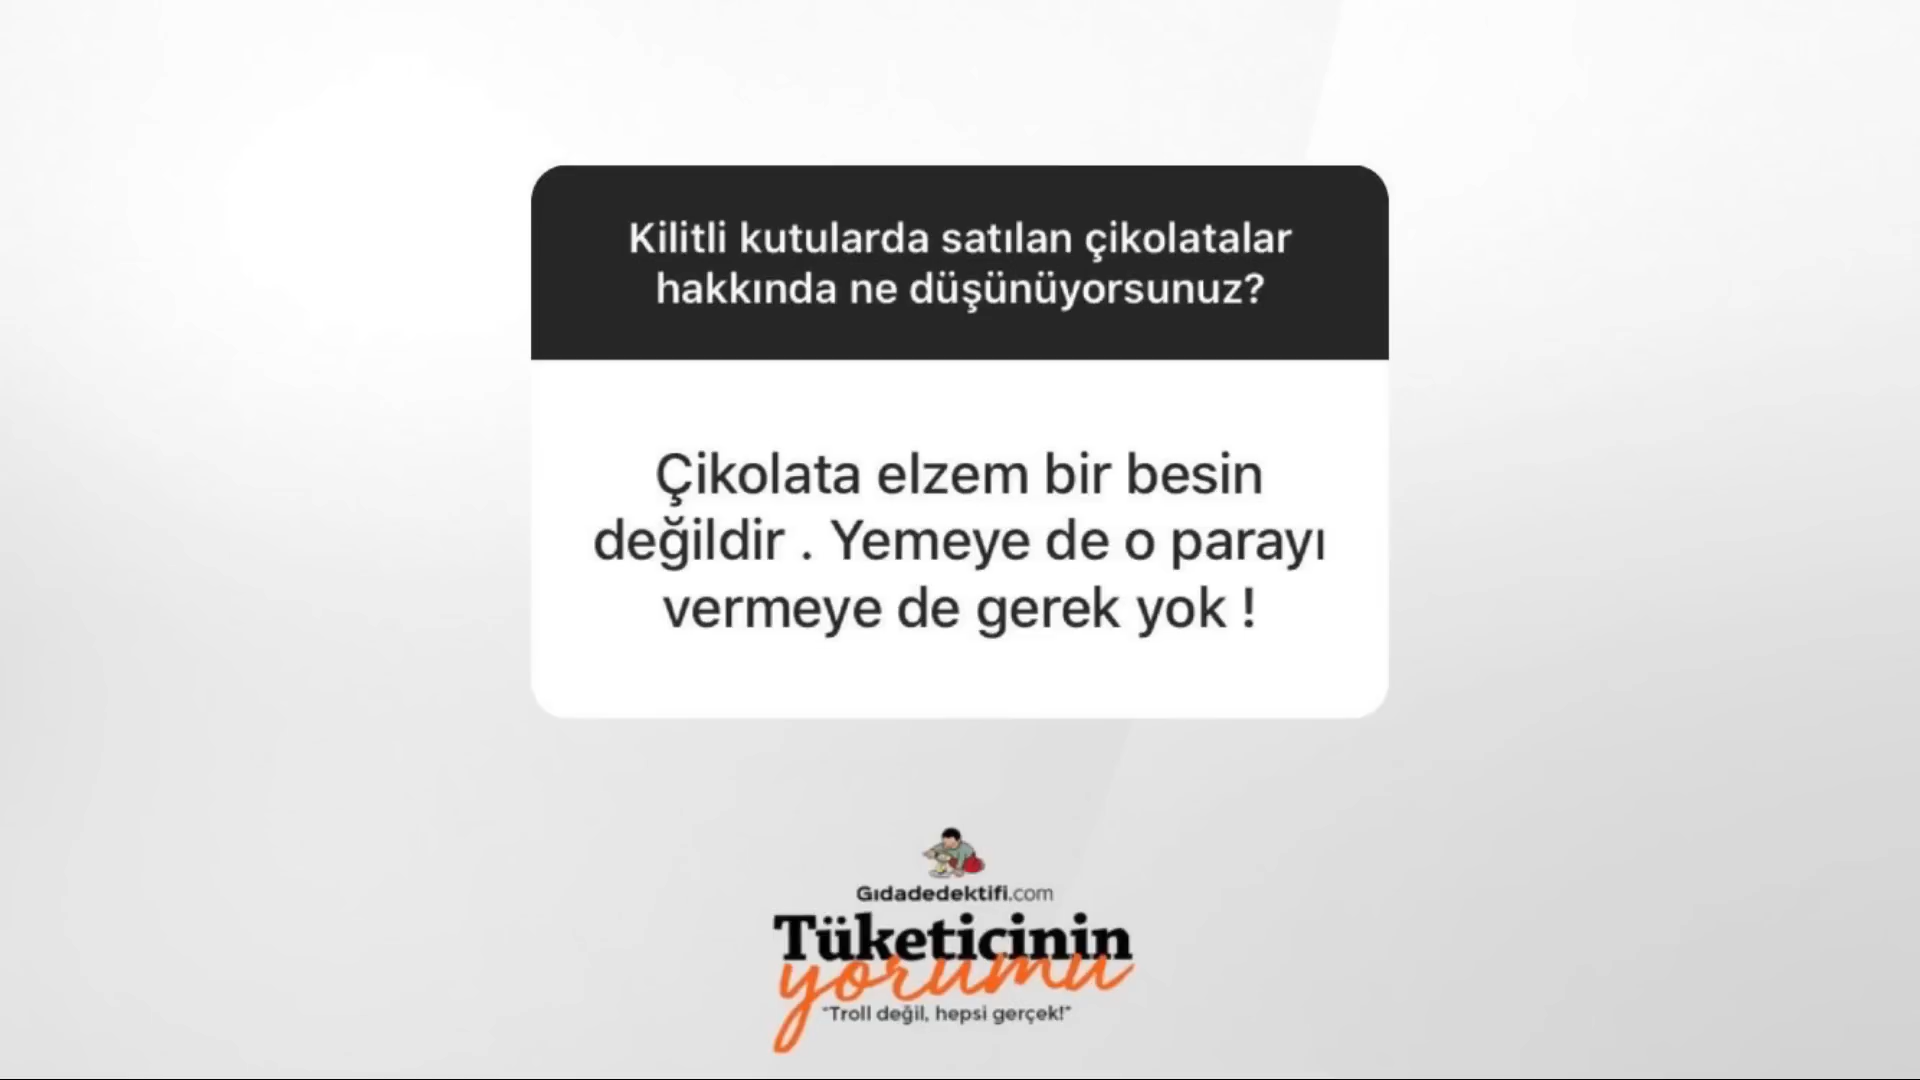 Kilitli kutularda satılan çikolatalar
hakkında ne düşünüyorsunuz?
Çikolata elzem bir besin
değildir . Yemeye de o parayı
vermeye de gerek yok !
Gıdadedektifi.com
Tüketicinin
yorumu
"Troll değil, hepsi gerçek!"